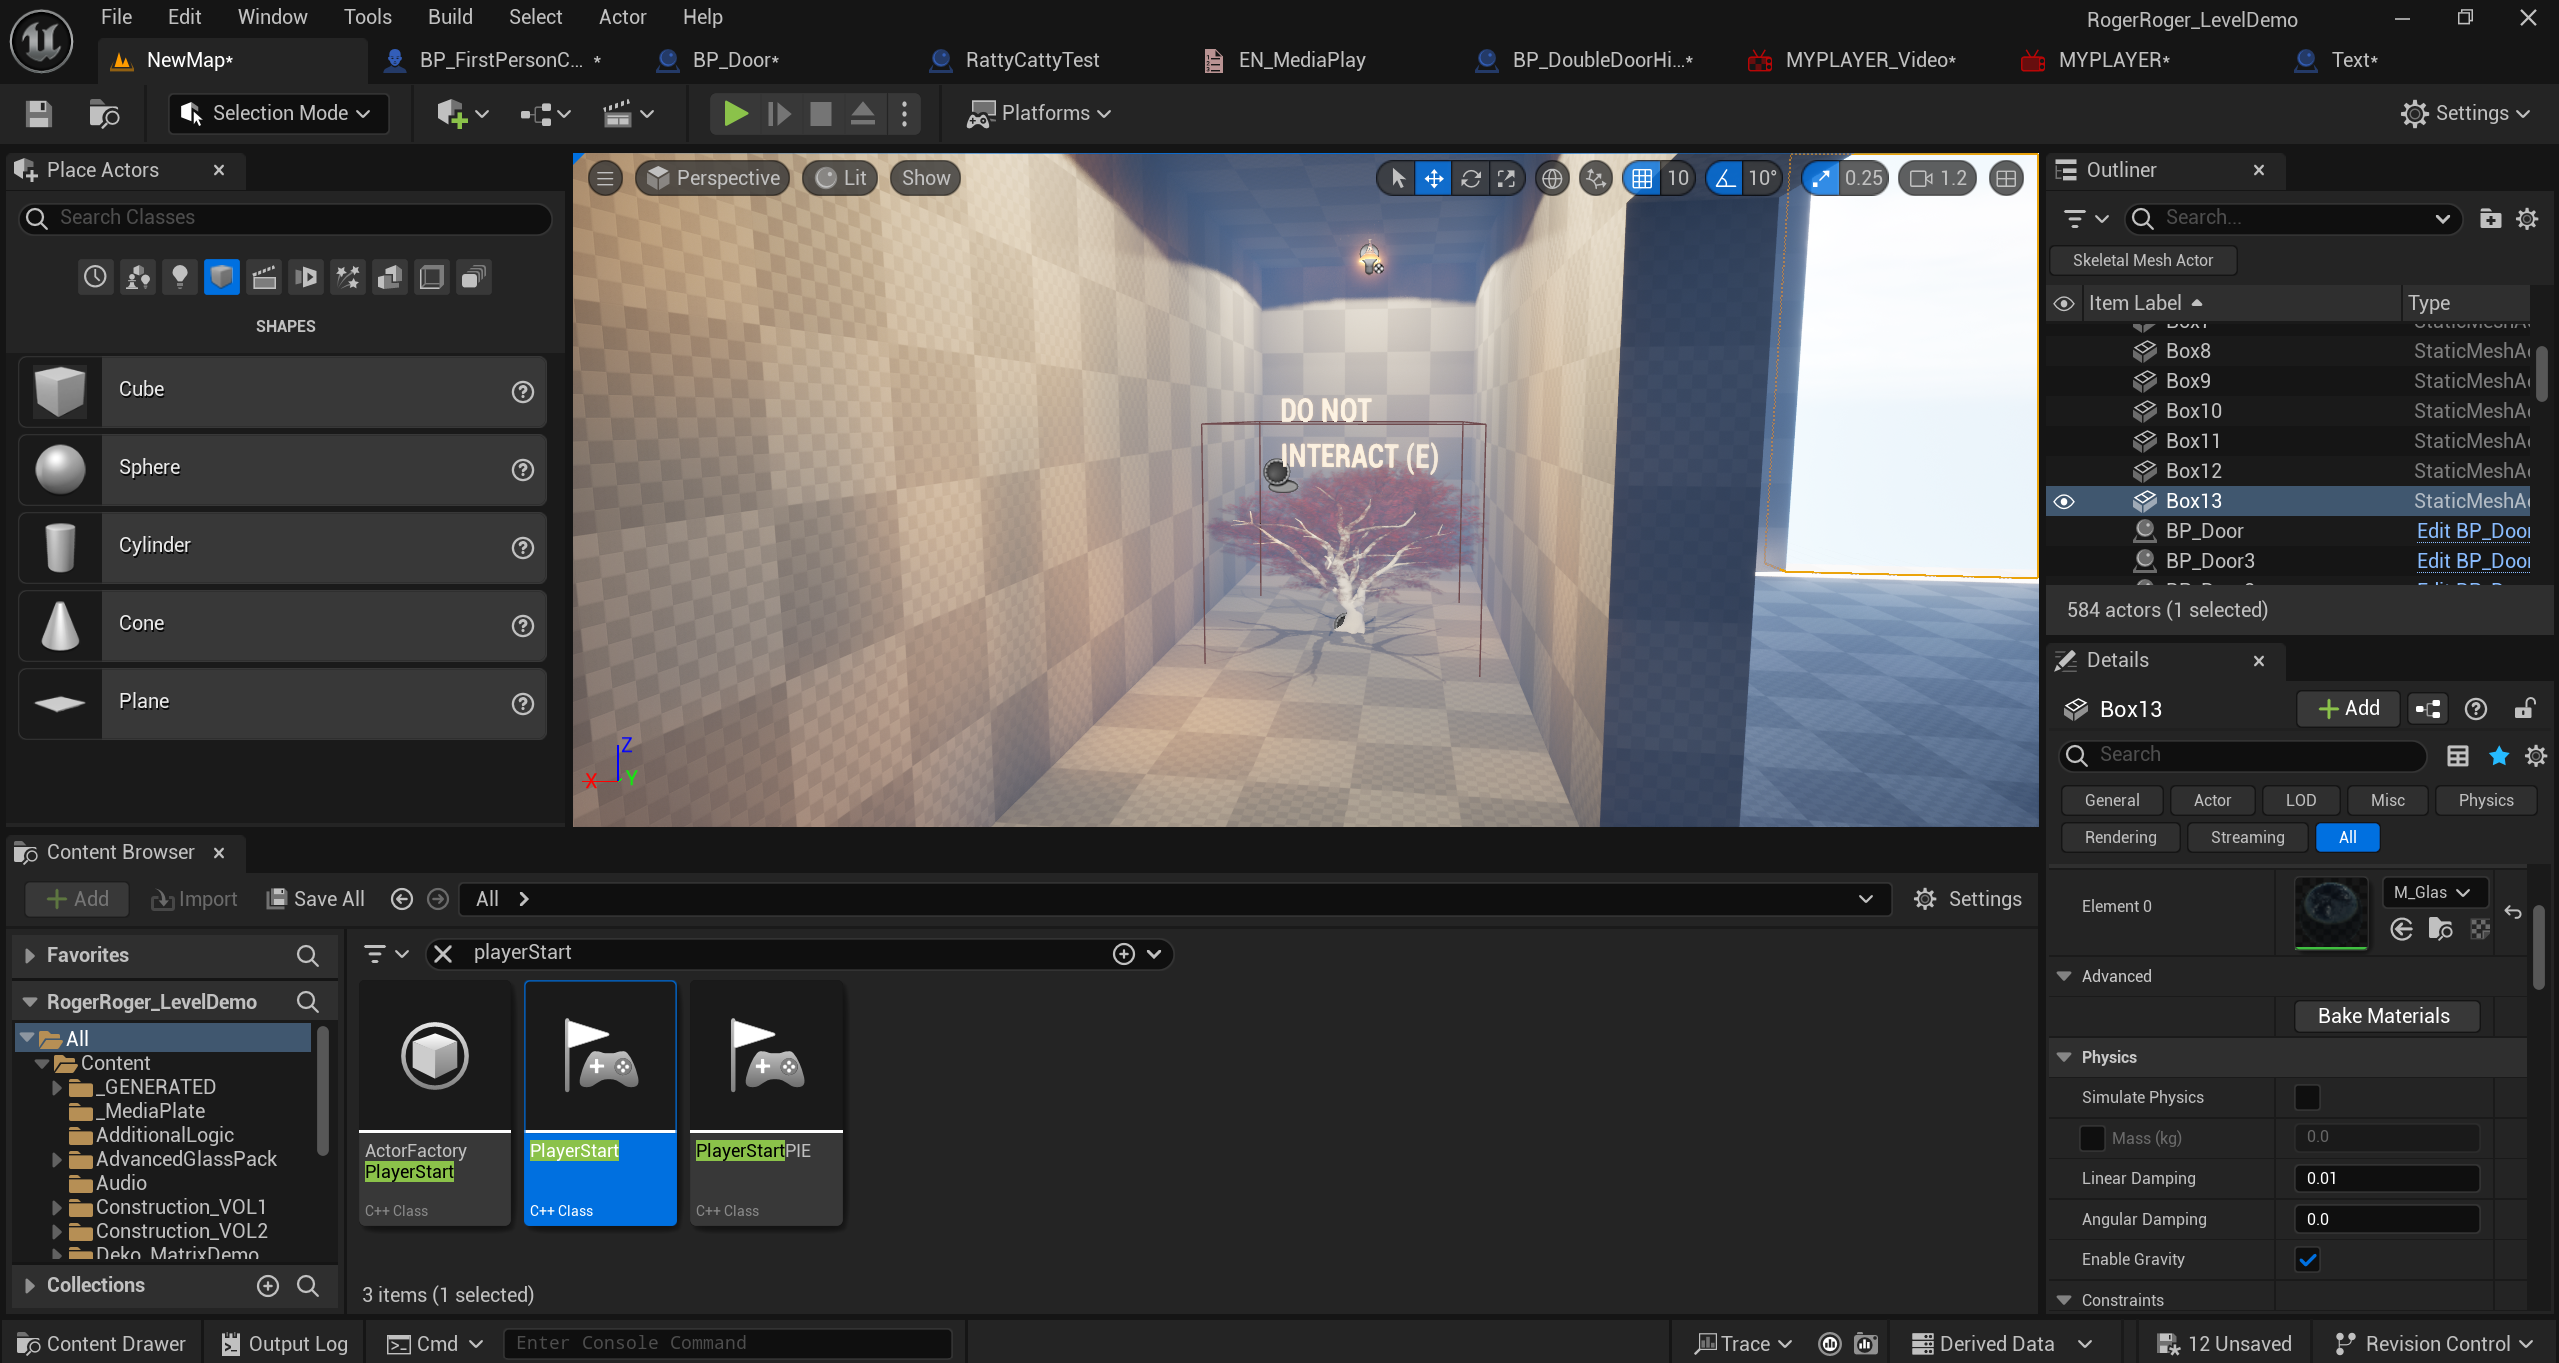 File Edit Window Tools Build Select Actor Help
RogerRoger_LevelDemo
NewMap*
BP_FirstPersonC... *
BP_Door*
RattyCattyTest
EN_MediaPlay
BP_DoubleDoorHi...*
MYPLAYER_Video*
MYPLAYER*
Text*
Selection Mode
Platforms
Settings
Place Actors
Search Classes
SHAPES
Cube
Sphere
Cylinder
Cone
Plane
Perspective
Lit
Show
10
10°
0.25
1.2
DO NOT
INTERACT (E)
Z
X
Y
Outliner
Search...
Skeletal Mesh Actor
Item Label
Type
Box8 StaticMeshA
Box9 StaticMeshA
Box10 StaticMeshA
Box11 StaticMeshA
Box12 StaticMeshA
Box13 StaticMeshA
BP_Door Edit BP_Door
BP_Door3 Edit BP_Door
584 actors (1 selected)
Details
Box13
Add
Search
General Actor LOD Misc Physics
Rendering Streaming All
Element 0
M_Glas
Advanced
Bake Materials
Physics
Simulate Physics
Mass (kg) 0.0
Linear Damping 0.01
Angular Damping 0.0
Enable Gravity
Constraints
Content Browser
Add
Import
Save All
All
Settings
Favorites
RogerRoger_LevelDemo
All
Content
_GENERATED
_MediaPlate
AdditionalLogic
AdvancedGlassPack
Audio
Construction_VOL1
Construction_VOL2
Deko_MatrixDemo
Collections
playerStart
ActorFactory
PlayerStart
C++ Class
PlayerStart
C++ Class
PlayerStartPIE
C++ Class
3 items (1 selected)
Content Drawer
Output Log
Cmd
Enter Console Command
Trace
Derived Data
12 Unsaved
Revision Control